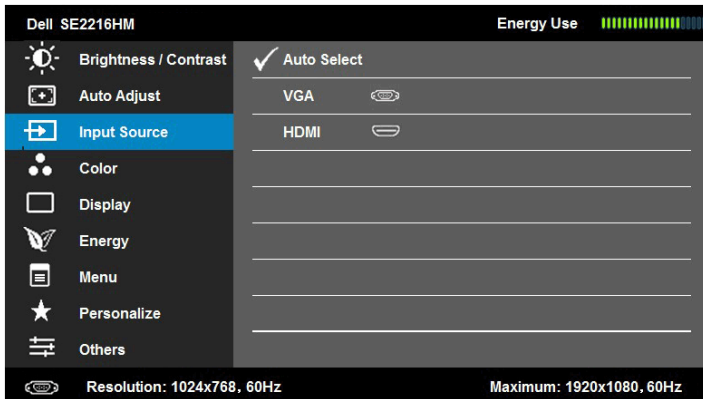 Dell SE2216HM Energy Use
Brightness / Contrast Auto Select
Auto Adjust VGA
Input Source HDMI
Color
Display
Energy
Menu
Personalize
Others
Resolution: 1024x768, 60Hz Maximum: 1920x1080, 60Hz